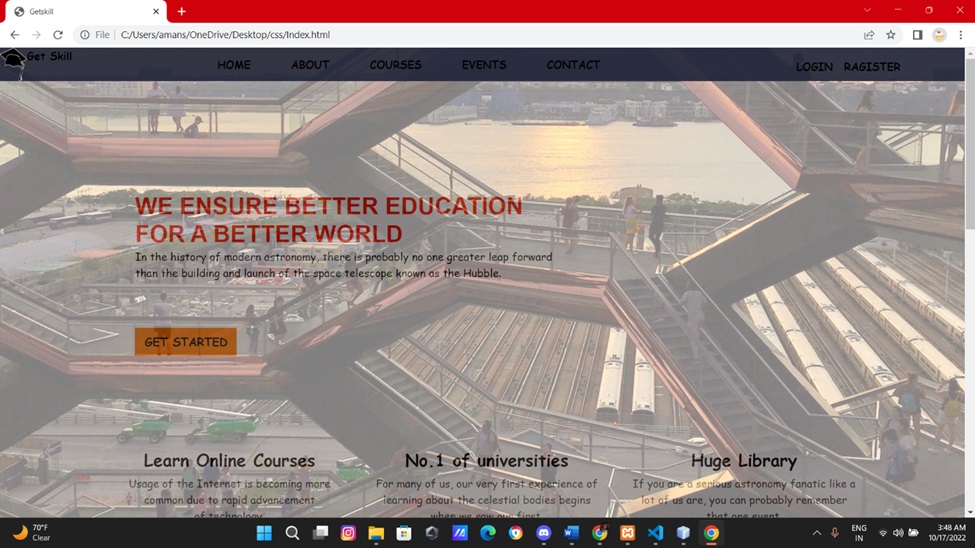 Getskill
File
C:/Users/amans/OneDrive/Desktop/css/Index.html
Get Skill
HOME ABOUT COURSES EVENTS CONTACT LOGIN RAGISTER
WE ENSURE BETTER EDUCATION
FOR A BETTER WORLD
In the history of modern astronomy, there is probably no one greater leap forward
than the building and launch of the space telescope known as the Hubble.
GET STARTED
Learn Online Courses
Usage of the Internet is becoming more
common due to rapid advancement
of technology
No.1 of universities
For many of us, our very first experience of
learning about the celestial bodies begins
when we saw our first
Huge Library
If you are a serious astronomy fanatic like a
lot of us are, you can probably remember
that one event
70°F
Clear
ENG
IN
3:48 AM
10/17/2022